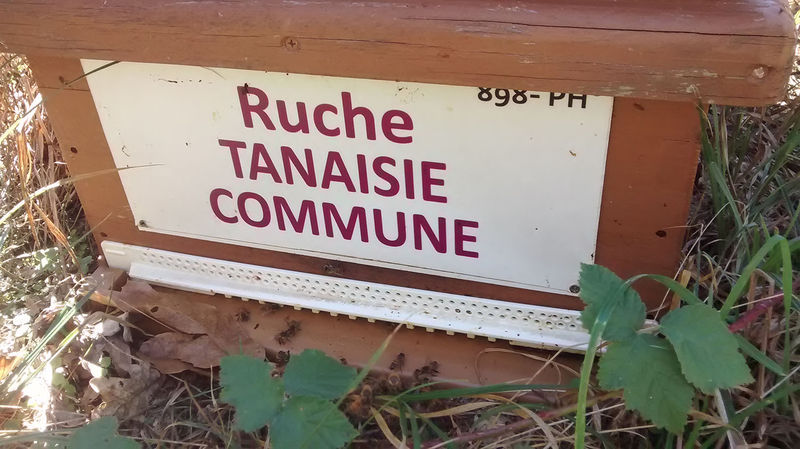 898- PH
Ruche
TANAISIE
COMMUNE